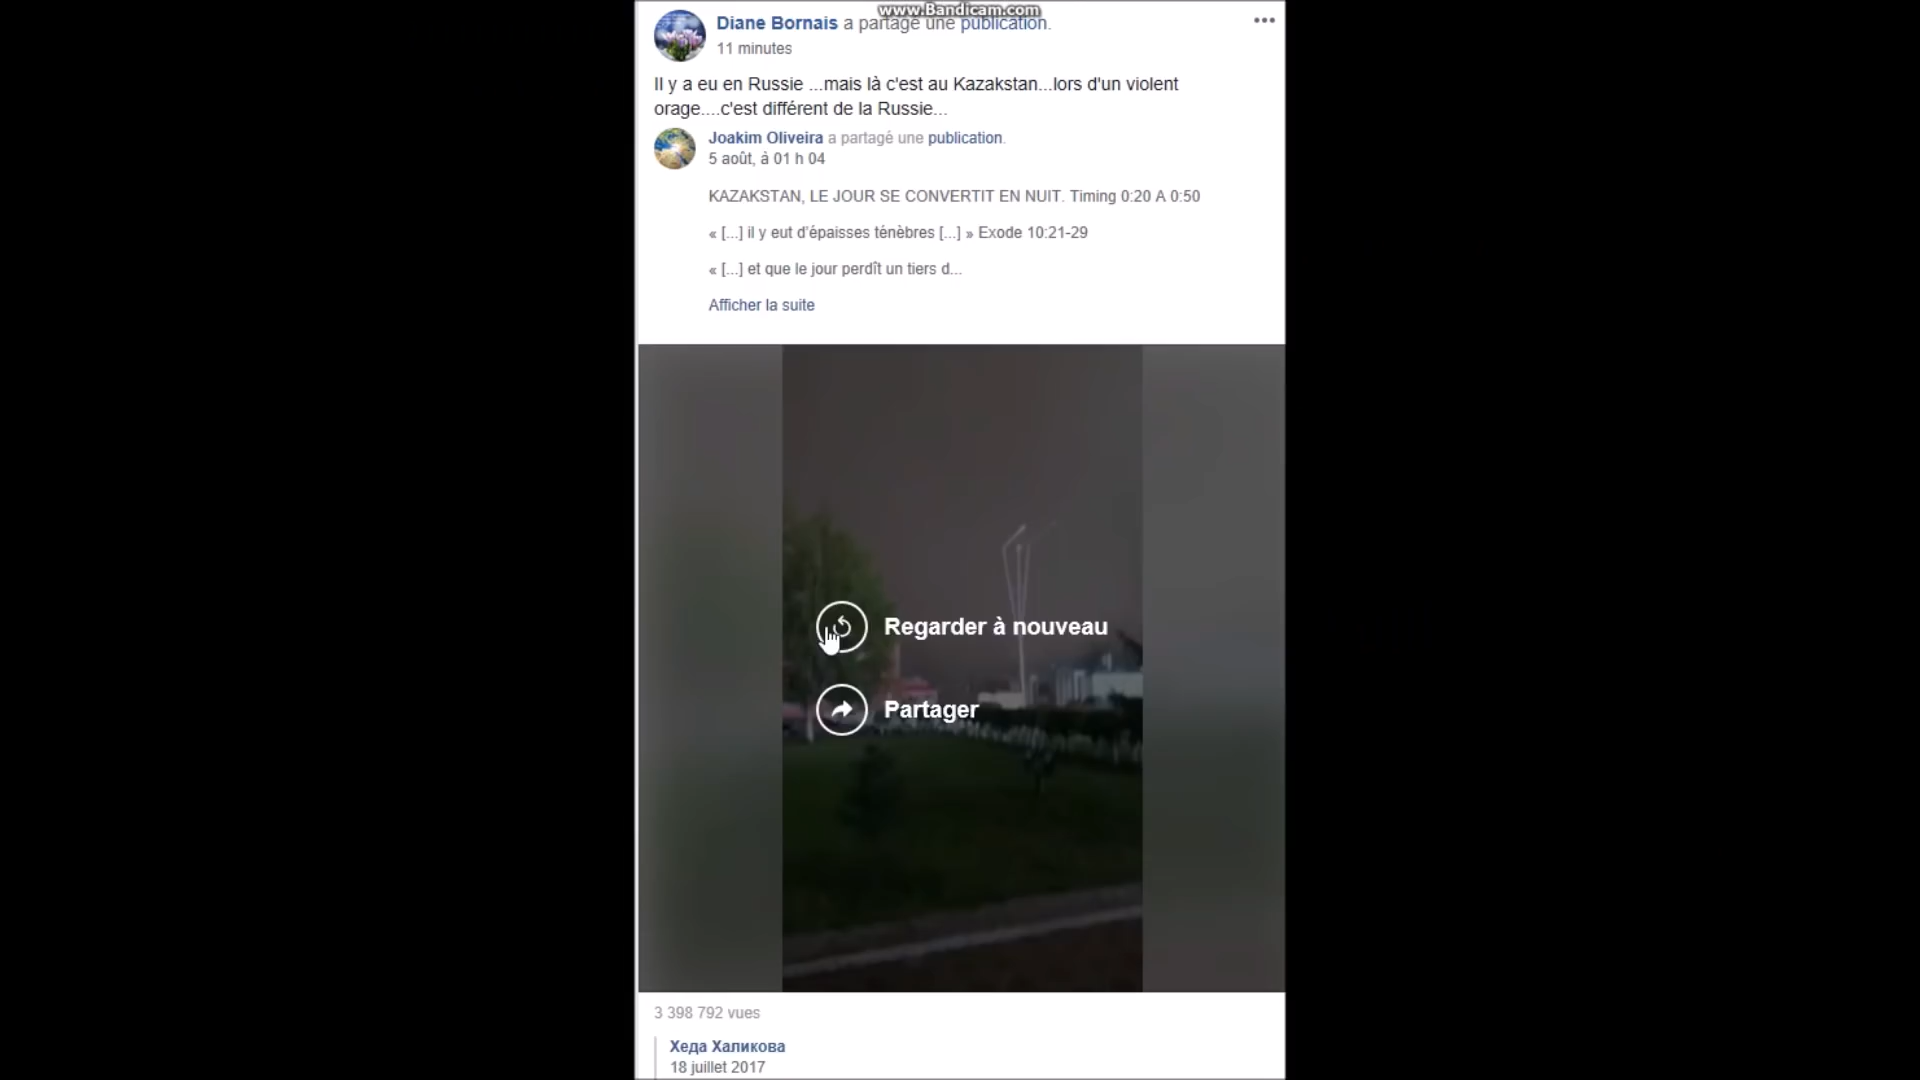 www.Bandicam.com
Diane Bornais a partagé une publication.
11 minutes
Il y a eu en Russie ...mais là c'est au Kazakstan...lors d'un violent
orage....c'est différent de la Russie...
Joakim Oliveira a partagé une publication.
5 août, à 01 h 04
KAZAKSTAN, LE JOUR SE CONVERTIT EN NUIT. Timing 0:20 A 0:50
« [...] il y eut d'épaisses ténèbres [...] » Exode 10:21-29
« [...] et que le jour perdît un tiers d...
Afficher la suite
Regarder à nouveau
Partager
3 398 792 vues
Хеда Халикова
18 juillet 2017